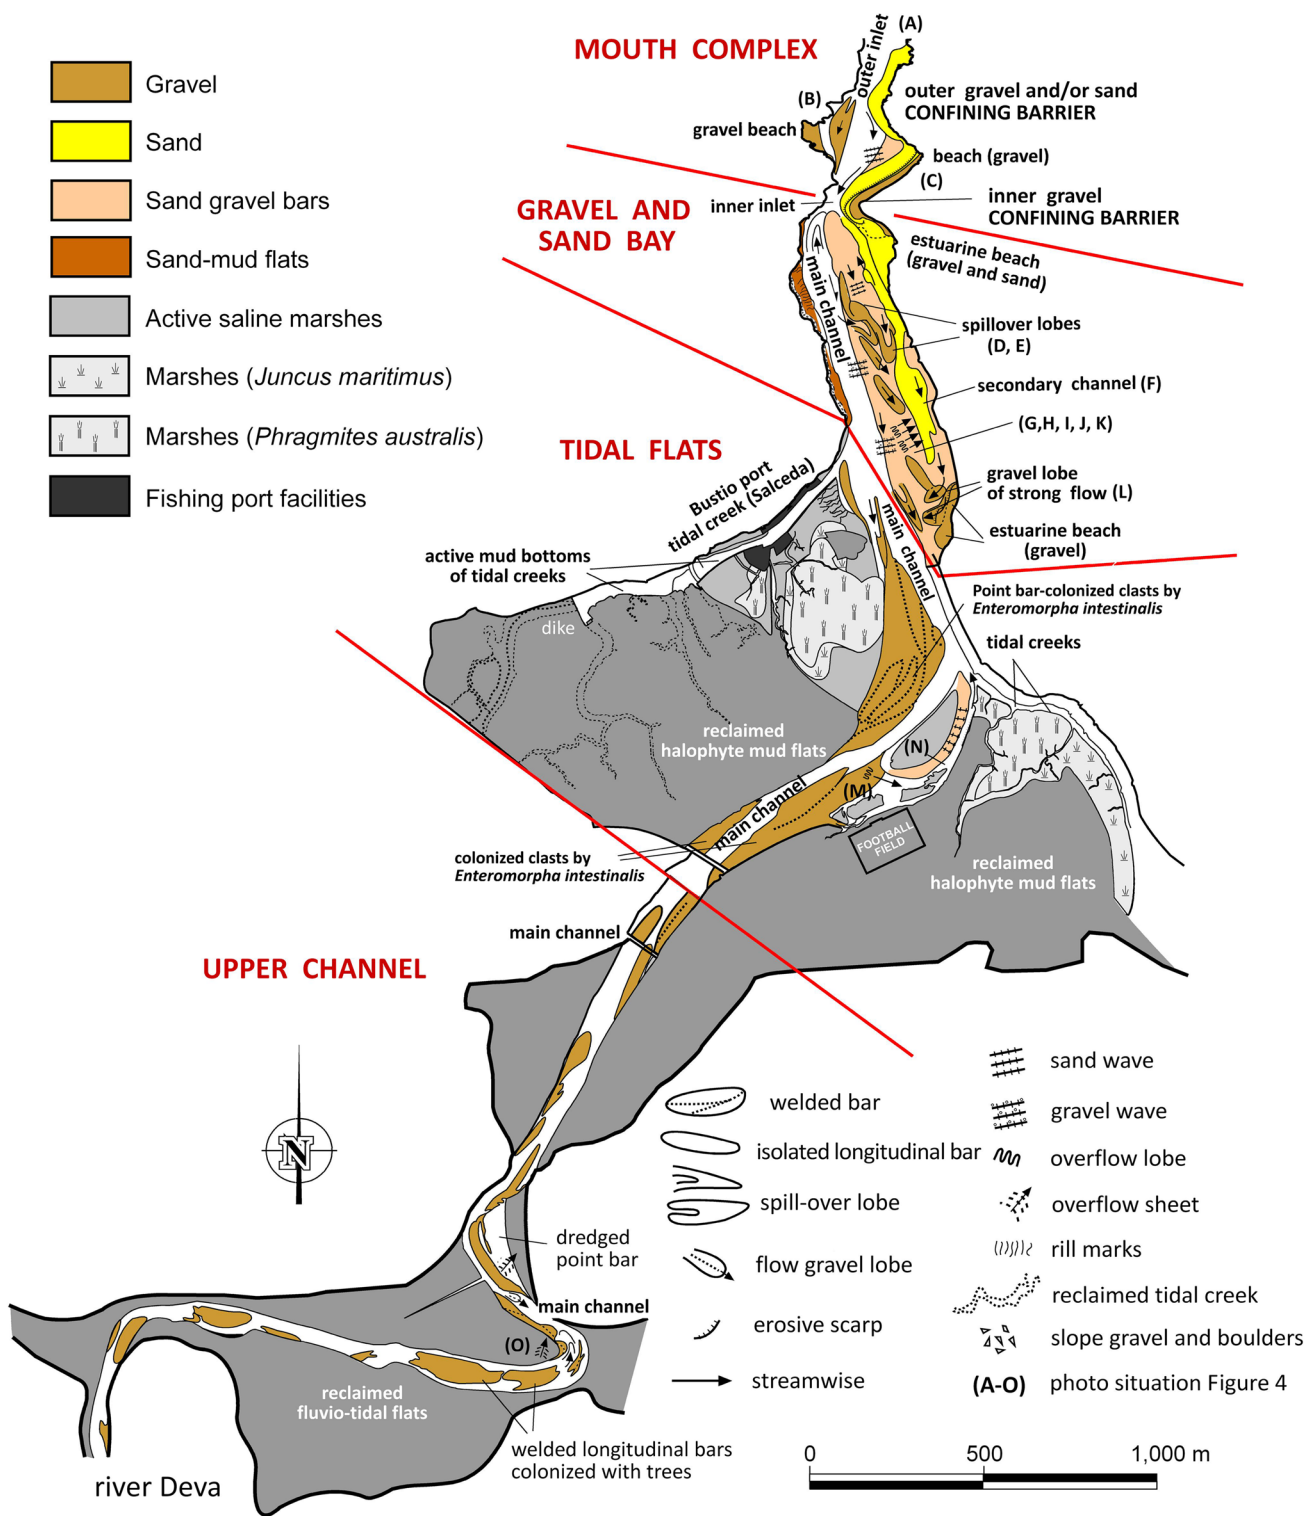 MOUTH COMPLEX
(A)
outer inlet
outer gravel and/or sand
CONFINING BARRIER
(B)
gravel beach
beach (gravel)
(C)
inner inlet
inner gravel
CONFINING BARRIER
Gravel
Sand
Sand gravel bars
Sand-mud flats
Active saline marshes
Marshes (Juncus maritimus)
Marshes (Phragmites australis)
Fishing port facilities
GRAVEL AND
SAND BAY
estuarine beach
(gravel and sand)
main channel
spillover lobes
(D, E)
secondary channel (F)
(G,H, I, J, K)
gravel lobe
of strong flow (L)
estuarine beach
(gravel)
TIDAL FLATS
Bustio port
tidal creek (Salceda)
active mud bottoms
of tidal creeks
main channel
Point bar-colonized clasts by
Enteromorpha intestinalis
tidal creeks
dike
reclaimed
halophyte mud flats
(N)
(M)
main channel
FOOTBALL
FIELD
reclaimed
halophyte mud flats
colonized clasts by
Enteromorpha intestinalis
main channel
UPPER CHANNEL
N
dredged
point bar
main channel
(O)
reclaimed
fluvio-tidal flats
welded longitudinal bars
colonized with trees
river Deva
welded bar
isolated longitudinal bar
spill-over lobe
flow gravel lobe
erosive scarp
streamwise
sand wave
gravel wave
overflow lobe
overflow sheet
rill marks
reclaimed tidal creek
slope gravel and boulders
(A-O) photo situation Figure 4
0 500 1,000 m